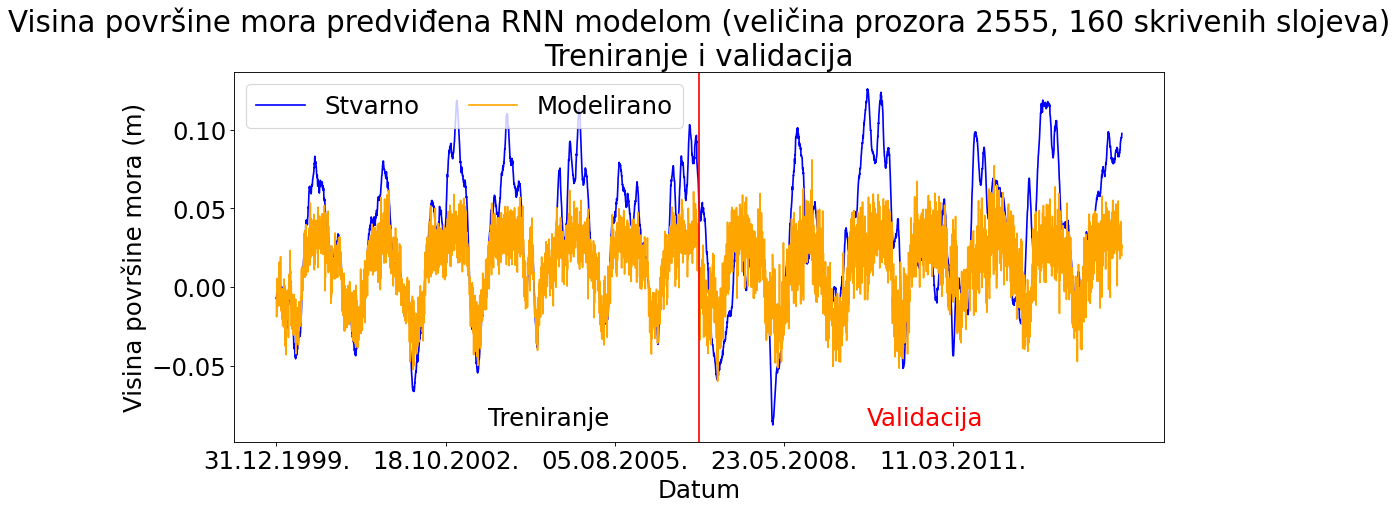 Visina površine mora predviđena RNN modelom (veličina prozora 2555, 160 skrivenih slojeva)
Treniranje i validacija
Stvarno
Modelirano
Visina površine mora (m)
0.10
0.05
0.00
−0.05
Treniranje
Validacija
31.12.1999.
18.10.2002.
05.08.2005.
23.05.2008.
11.03.2011.
Datum